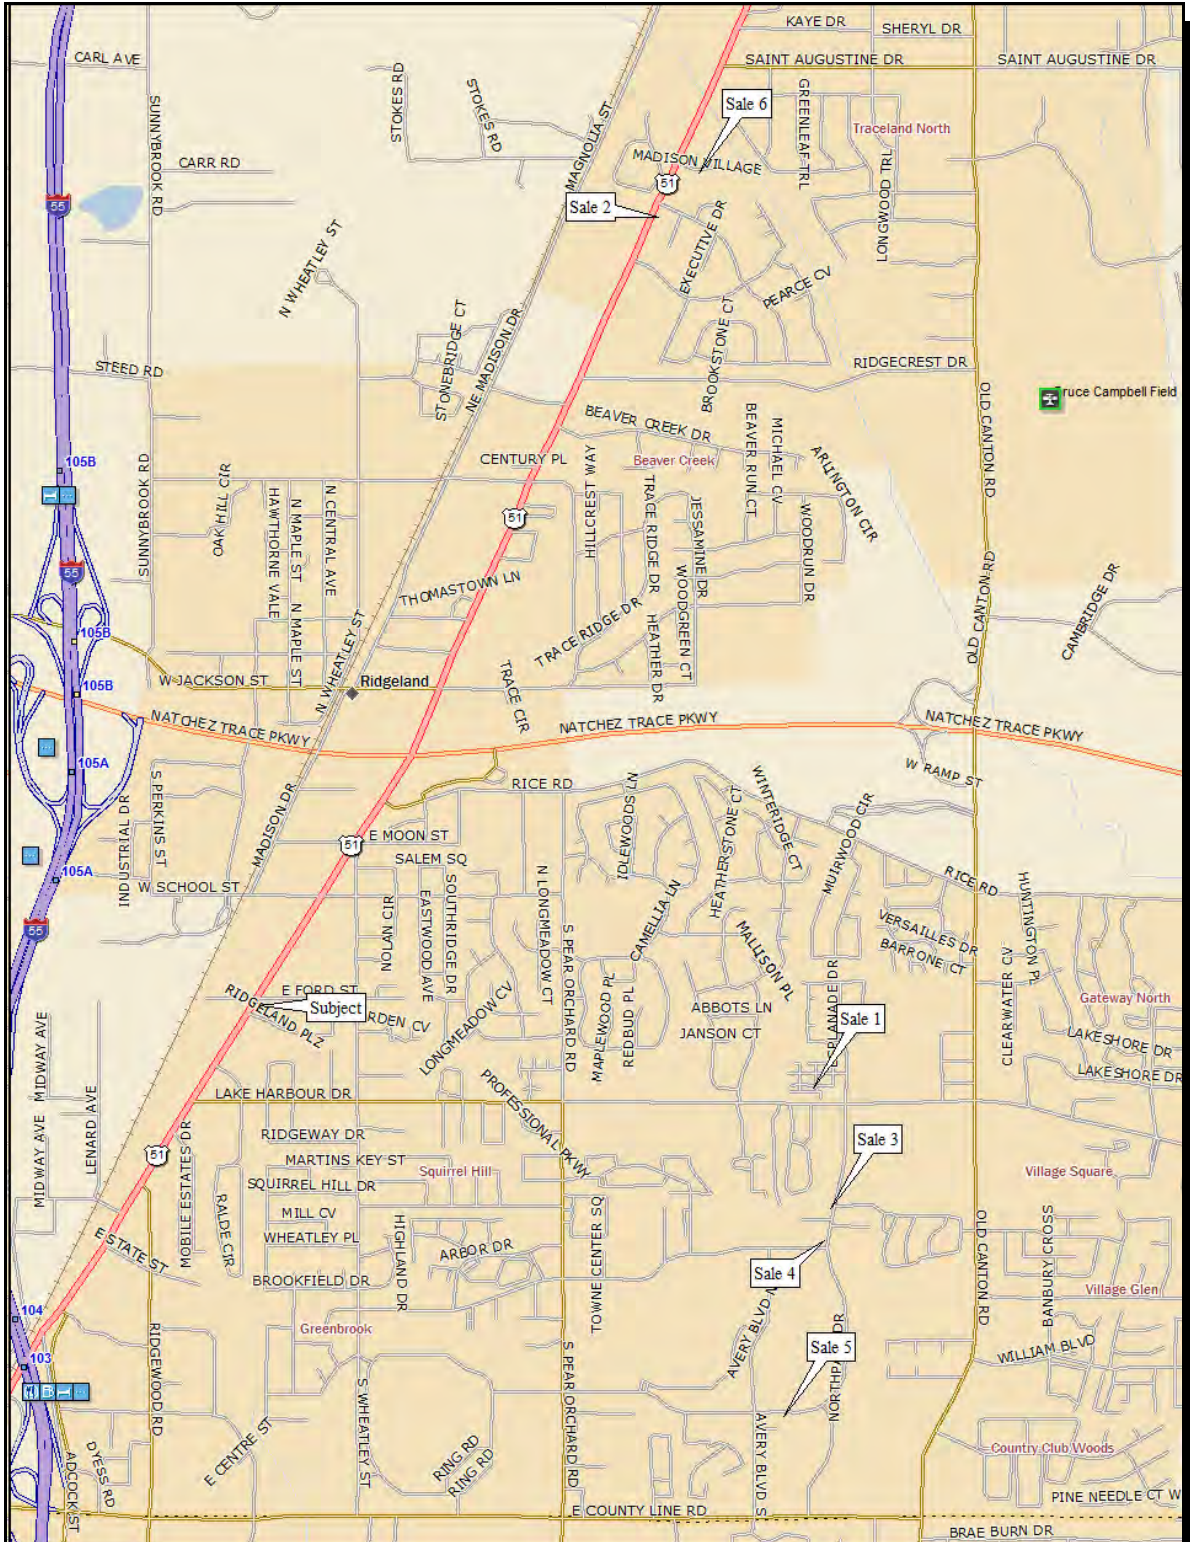 KAYE DR
SHERYL DR
CARL AVE
SAINT AUGUSTINE DR
SAINT AUGUSTINE DR
STOKES RD
STOKES RD
SUNNYBROOK RD
MAGNOLIA ST
Sale 6
GREENLEAF TRL
Traceland North
CARR RD
MADISON VILLAGE
LONGWOOD TRL
51
55
Sale 2
EXECUTIVE DR
N WHEATLEY ST
PEARCE CV
STONEBRIDGE CT
NE MADISON DR
BROOKSTONE CT
STEED RD
RIDGECREST DR
OLD CANTON RD
ruce Campbell Field
BEAVER CREEK DR
BEAVER RUN CT
MICHAEL CV
ARLINGTON CIR
105B
CENTURY PL
Beaver Creek
SUNNYBROOK RD
OAK HILL CIR
HAWTHORNE VALE
N MAPLE ST
N CENTRAL AVE
HILLCREST WAY
TRACE RIDGE DR
JESSAMINE DR
WOODRUN DR
51
55
THOMASTOWN LN
WOODGREEN CT
OLD CANTON RD
CAMBRIDGE DR
N MAPLE ST
N WHEATLEY ST
TRACE RIDGE DR
HEATHER DR
105B
W JACKSON ST
Ridgeland
TRACE CIR
105B
NATCHEZ TRACE PKWY
NATCHEZ TRACE PKWY
NATCHEZ TRACE PKWY
105A
W RAMP ST
S PERKINS ST
INDUSTRIAL DR
MADISON DR
RICE RD
IDLEWOODS LN
HEATHERSTONE CT
WINTERIDGE CT
MUIRWOOD CIR
E MOON ST
51
SALEM SQ
105A
W SCHOOL ST
RICE RD
HUNTINGTON PL
NOLAN CIR
EASTWOOD AVE
SOUTHRIDGE DR
N LONGMEADOW CT
S PEAR ORCHARD RD
CAMELLIA LN
MALLISON PL
VERSAILLES DR
BARRONE CT
55
CLEARWATER CV
E FORD ST
RIDGELAND PLZ
Subject
RDEN CV
LONGMEADOW CV
MAPLEWOOD PL
REDBUD PL
ABBOTS LN
JANSON CT
PLANADE DR
Sale 1
Gateway North
LAKESHORE DR
LAKESHORE DR
MIDWAY AVE
MIDWAY AVE
LENARD AVE
LAKE HARBOUR DR
PROFESSIONAL PKWY
51
MOBILE ESTATES DR
RIDGEWAY DR
MARTINS KEY ST
Squirrel Hill
Sale 3
Village Square
SQUIRREL HILL DR
RALDE CIR
MILL CV
HIGHLAND DR
TOWNE CENTER SQ
OLD CANTON RD
BANBURY CROSS
E STATE ST
WHEATLEY PL
ARBOR DR
Sale 4
BROOKFIELD DR
Village Glen
104
RIDGEWOOD RD
Greenbrook
AVERY BLVD N
NORTHPA
DR
Sale 5
WILLIAM BLVD
103
S WHEATLEY ST
S PEAR ORCHARD RD
E CENTRE ST
DYESS RD
ADCOCK ST
RING RD
RING RD
AVERY BLVD S
Country Club Woods
PINE NEEDLE CT W
E COUNTY LINE RD
BRAE BURN DR